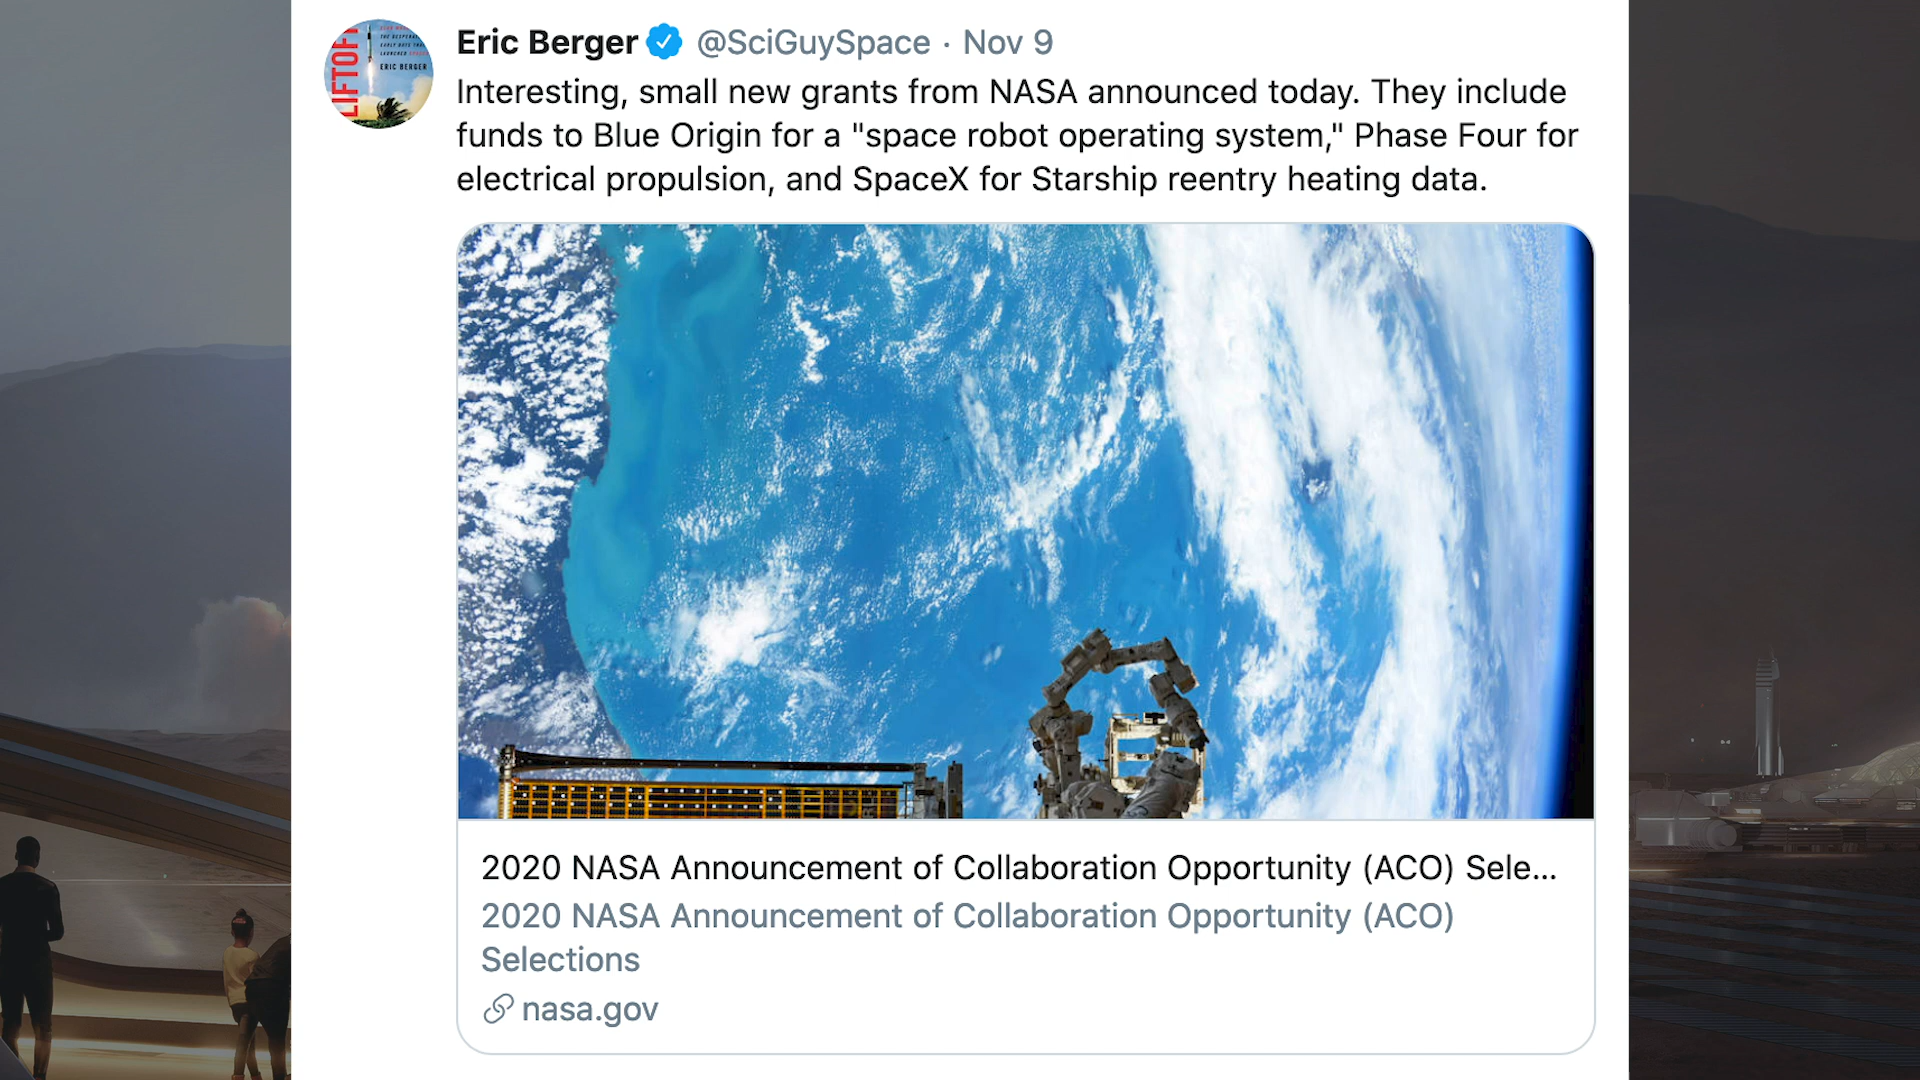 LIFTOFF
ERIC BERGER
Eric Berger @SciGuySpace · Nov 9
Interesting, small new grants from NASA announced today. They include
funds to Blue Origin for a "space robot operating system," Phase Four for
electrical propulsion, and SpaceX for Starship reentry heating data.
2020 NASA Announcement of Collaboration Opportunity (ACO) Sele...
2020 NASA Announcement of Collaboration Opportunity (ACO)
Selections
nasa.gov